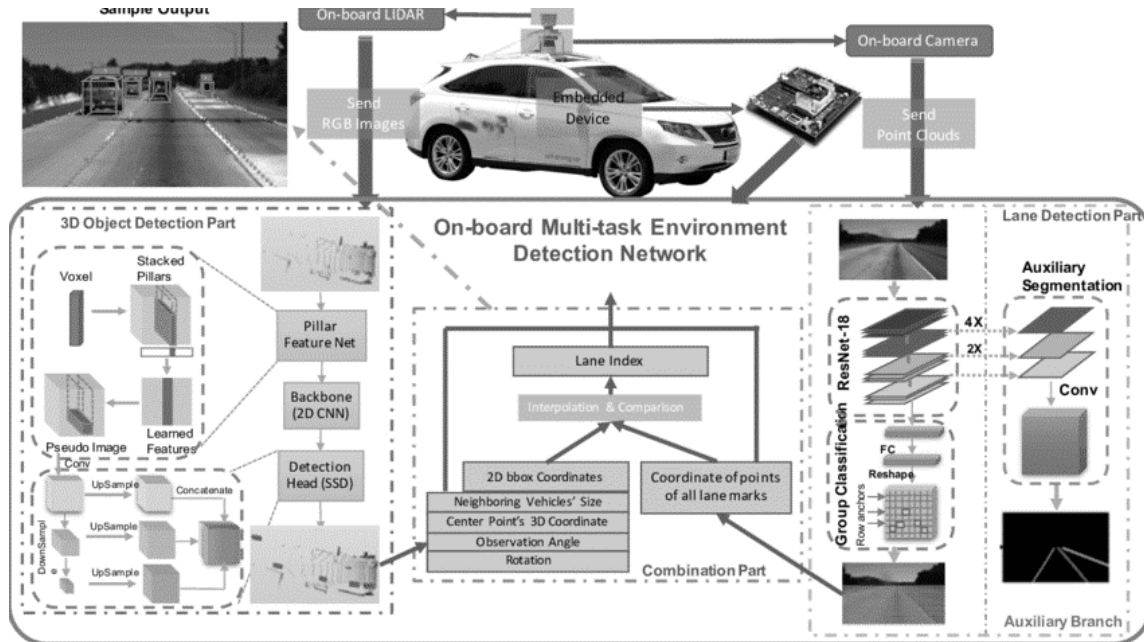 Sample Output
On-board LIDAR
On-board Camera
Send
RGB Images
Embedded
Device
Send
Point Clouds
3D Object Detection Part
On-board Multi-task Environment
Detection Network
Lane Detection Part
Voxel
Stacked
Pillars
Pseudo Image
Learned
Features
Pillar
Feature Net
Backbone
(2D CNN)
Detection
Head (SSD)
Conv
UpSample
Concatenate
DownSampl
e
UpSample
UpSample
Lane Index
Interpolation & Comparison
2D bbox Coordinates
Neighboring Vehicles' Size
Center Point's 3D Coordinate
Observation Angle
Rotation
Coordinate of points
of all lane marks
Combination Part
ResNet-18
4X
2X
Auxiliary
Segmentation
Conv
Group Classification
FC
Reshape
Row anchors
Auxiliary Branch